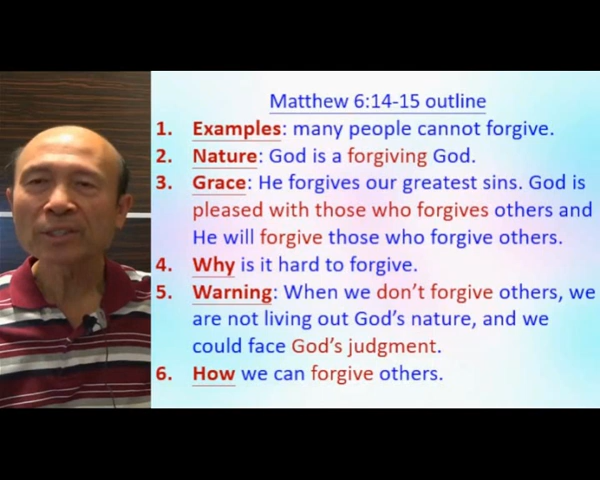 Matthew 6:14-15 outline
1. Examples: many people cannot forgive.
2. Nature: God is a forgiving God.
3. Grace: He forgives our greatest sins. God is
pleased with those who forgives others and
He will forgive those who forgive others.
4. Why is it hard to forgive.
5. Warning: When we don't forgive others, we
are not living out God's nature, and we
could face God's judgment.
6. How we can forgive others.